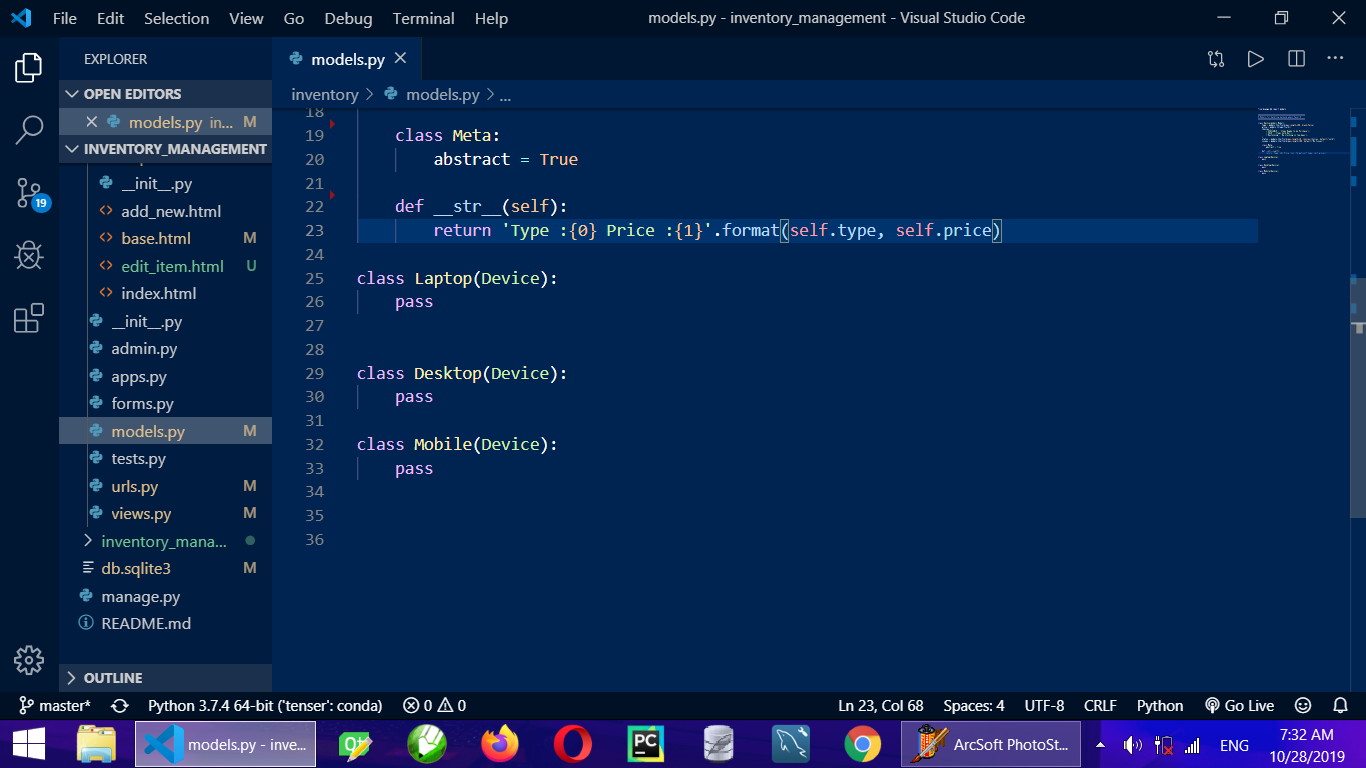 File Edit Selection View Go Debug Terminal Help models.py - inventory_management - Visual Studio Code
EXPLORER
OPEN EDITORS
models.py in... M
INVENTORY_MANAGEMENT
__init__.py
add_new.html
base.html M
edit_item.html U
index.html
__init__.py
admin.py
apps.py
forms.py
models.py M
tests.py
urls.py M
views.py M
inventory_mana...
db.sqlite3 M
manage.py
README.md
OUTLINE
19
models.py
inventory > models.py > ...
18
19 class Meta:
20 abstract = True
21
22 def __str__(self):
23 return 'Type :{0} Price :{1}'.format(self.type, self.price)
24
25 class Laptop(Device):
26 pass
27
28
29 class Desktop(Device):
30 pass
31
32 class Mobile(Device):
33 pass
34
35
36
master* Python 3.7.4 64-bit ('tenser': conda) 0 0 Ln 23, Col 68 Spaces: 4 UTF-8 CRLF Python Go Live
models.py - inve... PC ArcSoft PhotoSt... ENG 7:32 AM
10/28/2019